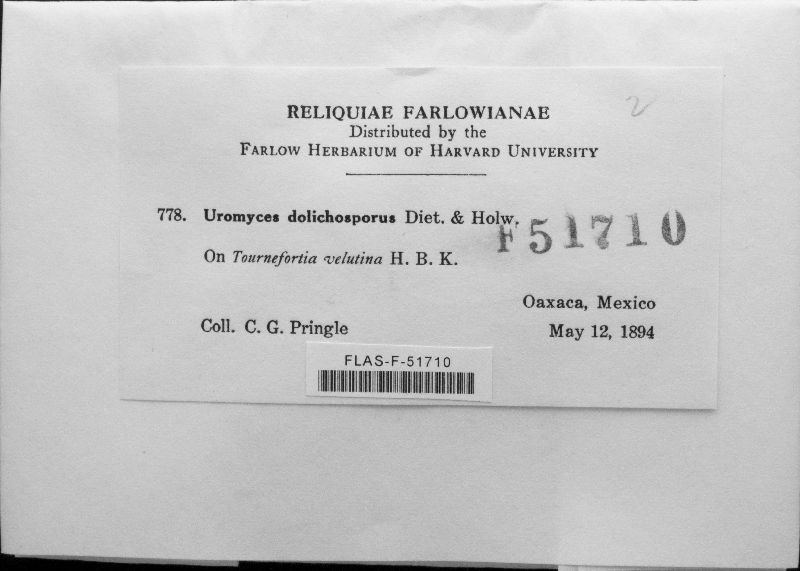 RELIQUIAE FARLOWIANAE
2
Distributed by the
FARLOW HERBARIUM OF HARVARD UNIVERSITY
778. Uromyces dolichosporus Diet. & Holw.
F51710
On Tournefortia velutina H. B. K.
Oaxaca, Mexico
Coll. C. G. Pringle
May 12, 1894
FLAS-F-51710